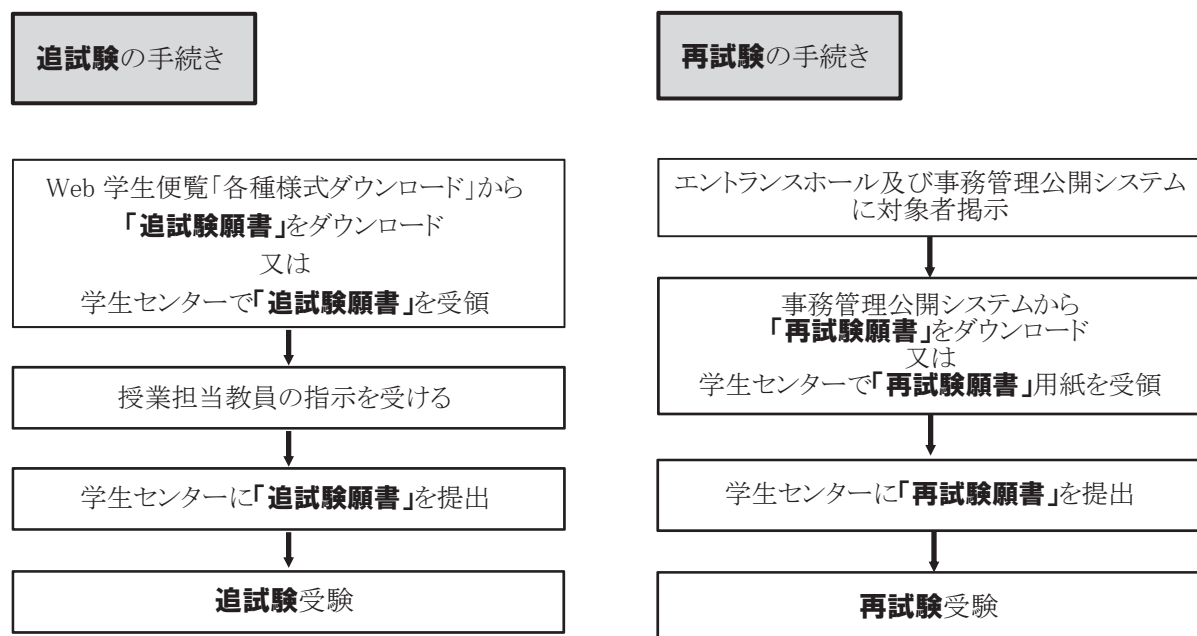 追試験の手続き
Web 学生便覧「各種様式ダウンロード」から
「追試験願書」をダウンロード
又は
学生センターで「追試験願書」を受領
授業担当教員の指示を受ける
学生センターに「追試験願書」を提出
追試験受験
再試験の手続き
エントランスホール及び事務管理公開システム
に対象者掲示
事務管理公開システムから
「再試験願書」をダウンロード
又は
学生センターで「再試験願書」用紙を受領
学生センターに「再試験願書」を提出
再試験受験